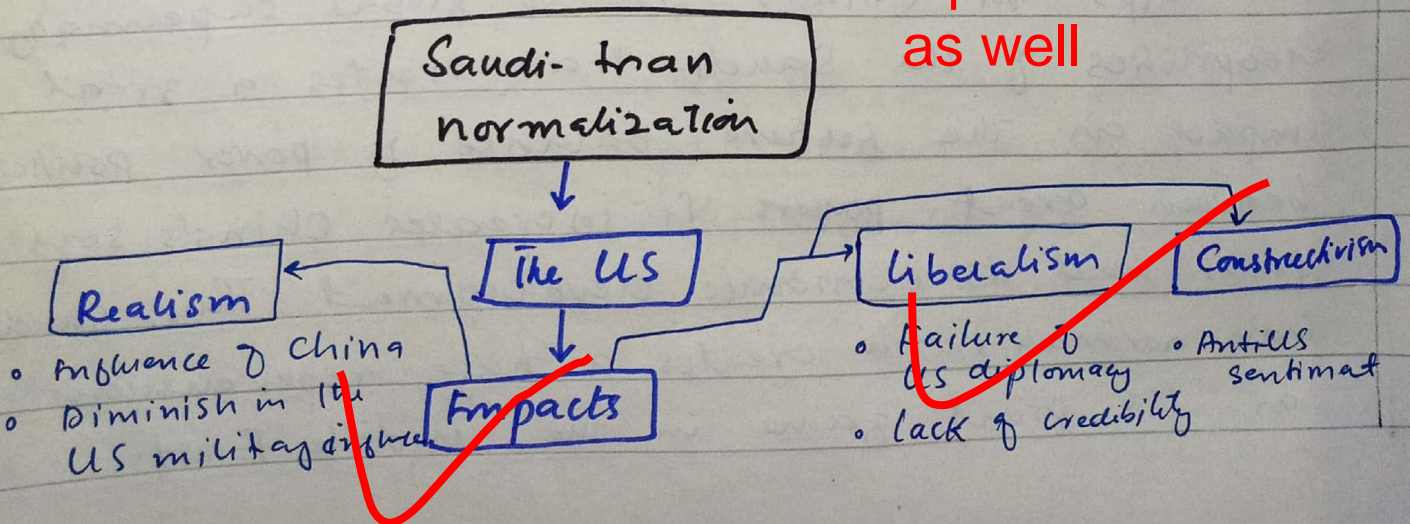 as well
Saudi-Iran
normalization
The US
Realism
Liberalism
Constructivism
Impacts
• Influence of China
• Diminish in the
US military influence
• Failure of
US diplomacy
• lack of credibility
• Anti US
sentimat